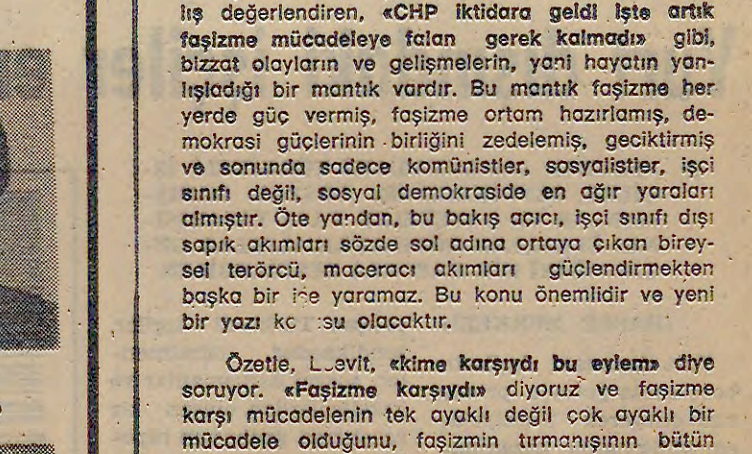 lış değerlendiren, «CHP iktidara geldi işte artık
faşizme mücadeleye falan gerek kalmadı» gibi,
bizzat olayların ve gelişmelerin, yani hayatın yan-
lışladığı bir mantık vardır. Bu mantık faşizme her
yerde güç vermiş, faşizme ortam hazırlamış, de-
mokrasi güçlerinin birliğini zedelemiş, geciktirmiş
ve sonunda sadece komünistler, sosyalistler, işçi
sınıfı değil, sosyal demokraside en ağır yaraları
almıştır. Öte yandan, bu bakış açıcı, işçi sınıfı dışı
sapık akımları sözde sol adına ortaya çıkan birey-
sel terörcü, maceracı akımları güçlendirmekten
başka bir işe yaramaz. Bu konu önemlidir ve yeni
bir yazı olacaktır.
Özetle, «kime karşıydı bu eylem» diye
soruyor. «Faşizme karşıydı» diyoruz ve faşizme
karşı mücadelenin tek ayaklı değil çok ayaklı bir
mücadele olduğunu, faşizmin tırmanışının bütün